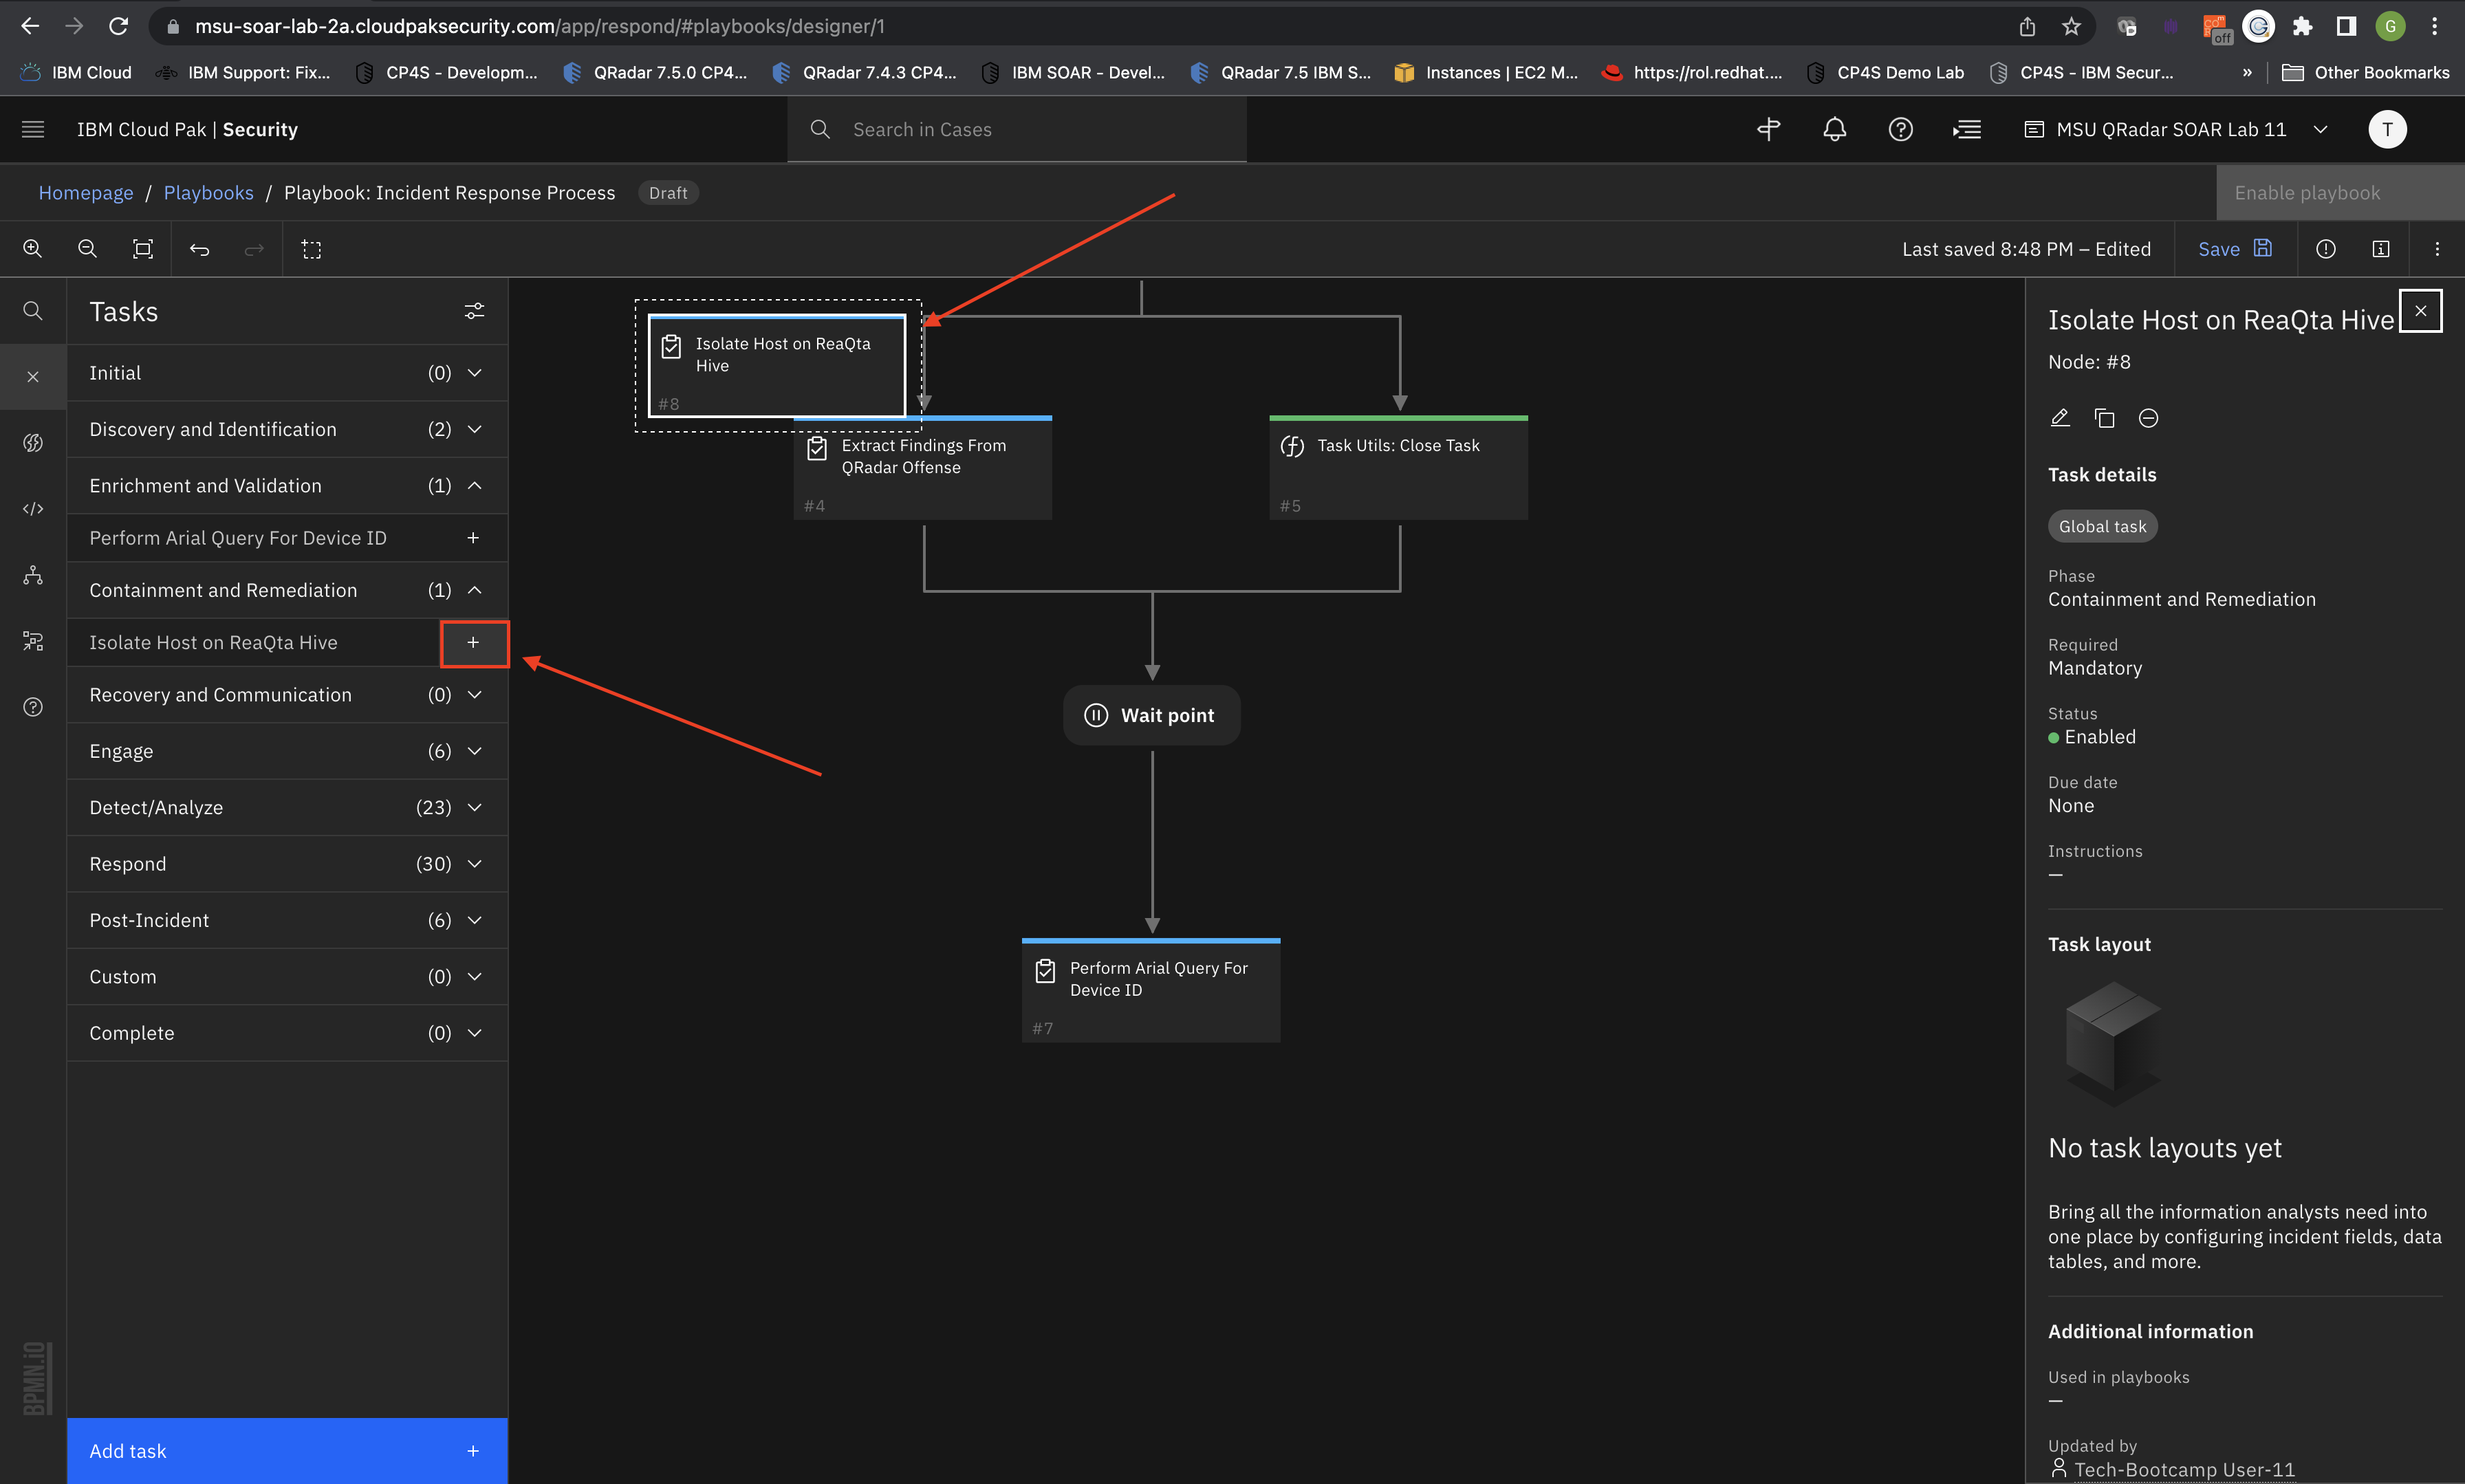 msu-soar-lab-2a.cloudpaksecurity.com/app/respond/#playbooks/designer/1
off
G
IBM Cloud
IBM Support: Fix...
CP4S - Developm...
QRadar 7.5.0 CP4...
QRadar 7.4.3 CP4...
IBM SOAR - Devel...
QRadar 7.5 IBM S...
Instances | EC2 M...
https://rol.redhat....
CP4S Demo Lab
CP4S - IBM Secur...
»
Other Bookmarks
IBM Cloud Pak | Security
Search in Cases
MSU QRadar SOAR Lab 11
T
Homepage / Playbooks / Playbook: Incident Response Process
Draft
Enable playbook
Last saved 8:48 PM – Edited
Save
Tasks
Initial (0)
Discovery and Identification (2)
Enrichment and Validation (1)
Perform Arial Query For Device ID +
Containment and Remediation (1)
Isolate Host on ReaQta Hive +
Recovery and Communication (0)
Engage (6)
Detect/Analyze (23)
Respond (30)
Post-Incident (6)
Custom (0)
Complete (0)
Add task +
BPMN.iO
Isolate Host on ReaQta
Hive
#8
Extract Findings From
QRadar Offense
#4
Task Utils: Close Task
#5
Wait point
Perform Arial Query For
Device ID
#7
Isolate Host on ReaQta Hive
Node: #8
Task details
Global task
Phase
Containment and Remediation
Required
Mandatory
Status
Enabled
Due date
None
Instructions
—
Task layout
No task layouts yet
Bring all the information analysts need into
one place by configuring incident fields, data
tables, and more.
Additional information
Used in playbooks
—
Updated by
Tech-Bootcamp User-11